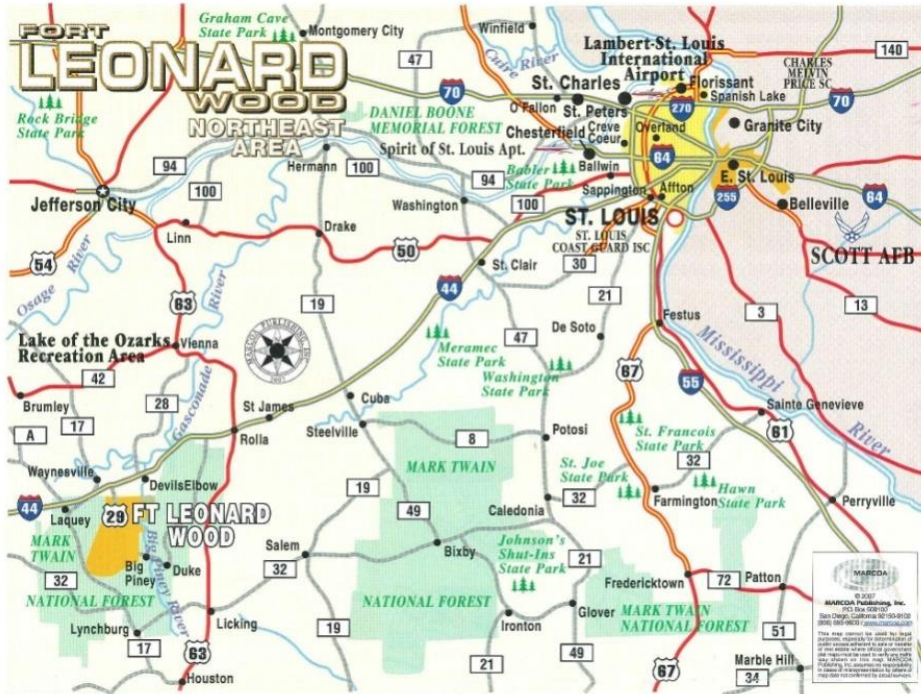 FORT
LEONARD
WOOD
NORTHEAST
AREA
Graham Cave
State Park
Montgomery City
47
Winfield
Cuire River
Lambert-St. Louis
International
Airport
140
CHARLES
MELVIN
PRICE SC
St. Charles
Florissant
Spanish Lake
70
O'Fallon
St. Peters
270
70
Rock Bridge
State Park
DANIEL BOONE
MEMORIAL FOREST
Chesterfield
Creve
Coeur
Overland
Granite City
94
Hermann
100
Spirit of St. Louis Apt.
64
Ballwin
E. St. Louis
100
94
Babler
State Park
Sappington
Affton
255
64
Jefferson City
Washington
100
Belleville
Linn
Drake
ST. LOUIS
ST. LOUIS
COAST GUARD ISC
SCOTT AFB
50
54
Osage River
63
River
St. Clair
30
44
21
3
13
19
47
De Soto
Festus
Mississippi
River
Lake of the Ozarks
Recreation Area
Vienna
MARCOA PUBLISHING, INC.
2007
Meramec
State Park
Washington
State Park
67
55
42
Brumley
28
Gasconade
St James
Cuba
Sainte Genevieve
17
A
Rolla
Steelville
8
Potosi
St. Francois
State Park
61
Waynesville
MARK TWAIN
St. Joe
State Park
32
DevilsElbow
19
Hawn
State Park
44
Laquey
29
FT LEONARD
WOOD
49
Caledonia
32
Farmington
Perryville
MARK
TWAIN
Big Piney River
Salem
Bixby
Johnson's
Shut-Ins
State Park
32
Big
Piney
Duke
32
21
Fredericktown
72
Patton
NATIONAL FOREST
NATIONAL FOREST
MARK TWAIN
NATIONAL FOREST
Lynchburg
Licking
19
Ironton
Glover
51
17
63
21
49
67
Marble Hill
34
Houston
MARCOA
© 2007
MARCOA Publishing, Inc.